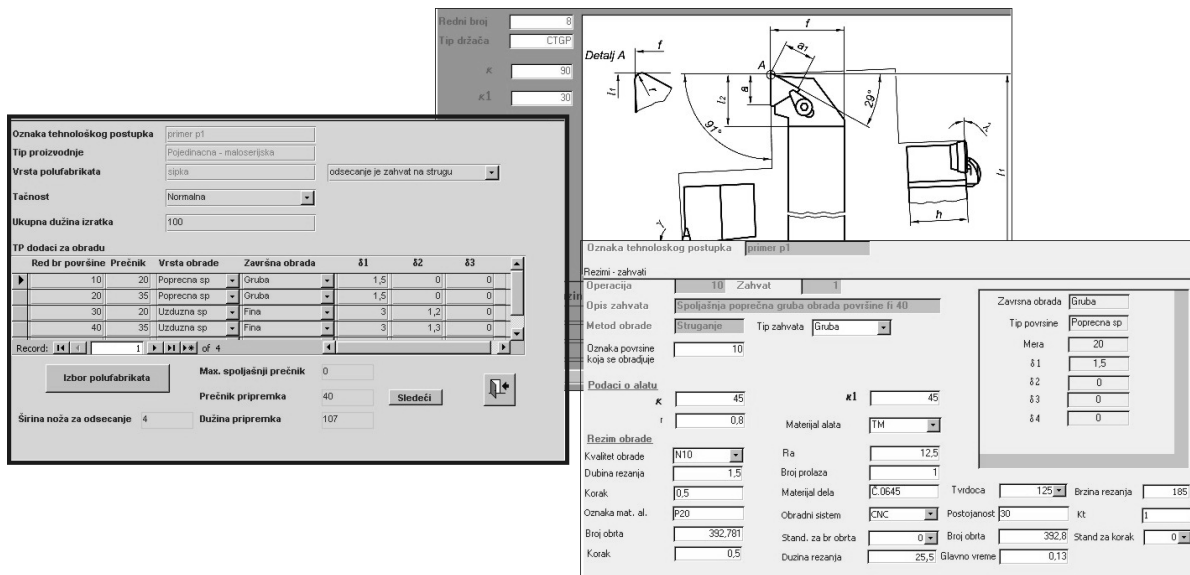 Redni broj 8
Tip držača CTGP
κ 90
κ1 30
Detalj A
f
l1
r
A
f
a1
a
l2
29°
91°
l1
h
λ
γ
A
Oznaka tehnološkog postupka primer p1
Tip proizvodnje Pojedinacna - maloserijska
Vrsta polufabrikata sipka odsecanje je zahvat na strugu
Tačnost Normalna
Ukupna dužina izratka 100
TP dodaci za obradu
Red br površine Prečnik Vrsta obrade Završna obrada δ1 δ2 δ3
10 20 Poprecna sp Gruba 1,5 0 0
20 35 Poprecna sp Gruba 1,5 0 0
30 20 Uzduzna sp Fina 3 1,2 0
40 35 Uzduzna sp Fina 3 1,3 0
Record: 1 of 4
Izbor polufabrikata
Max. spoljašnji prečnik 0
Prečnik pripremka 40
Sledeči
Širina noža za odsecanje 4 Dužina pripremka 107
Oznaka tehnoloskog postupka primer p1
Rezimi - zahvati
Operacija 10 Zahvat 1
Opis zahvata Spoljašnja poprečna gruba obrada površine fi 40
Metod obrade Struganje Tip zahvata Gruba
Oznaka povrsine koja se obradjuje 10
Zavrsna obrada Gruba
Tip povrsine Poprecna sp
Mera 20
δ1 1,5
δ2 0
δ3 0
δ4 0
Podaci o alatu
κ 45 κ1 45
r 0,8 Materijal alata TM
Rezim obrade
Kvalitet obrade N10 Ra 12,5
Dubina rezanja 1,5 Broj prolaza 1
Korak 0,5 Materijal dela Č.0645 Tvrdoca 125 Brzina rezanja 185
Oznaka mat. al. P20 Obradni sistem CNC Postojanost 30 Kt 1
Broj obrta 392,781 Stand. za br obrta 0 Broj obrta 392,8 Stand za korak 0
Korak 0,5 Duzina rezanja 25,5 Glavno vreme 0,13